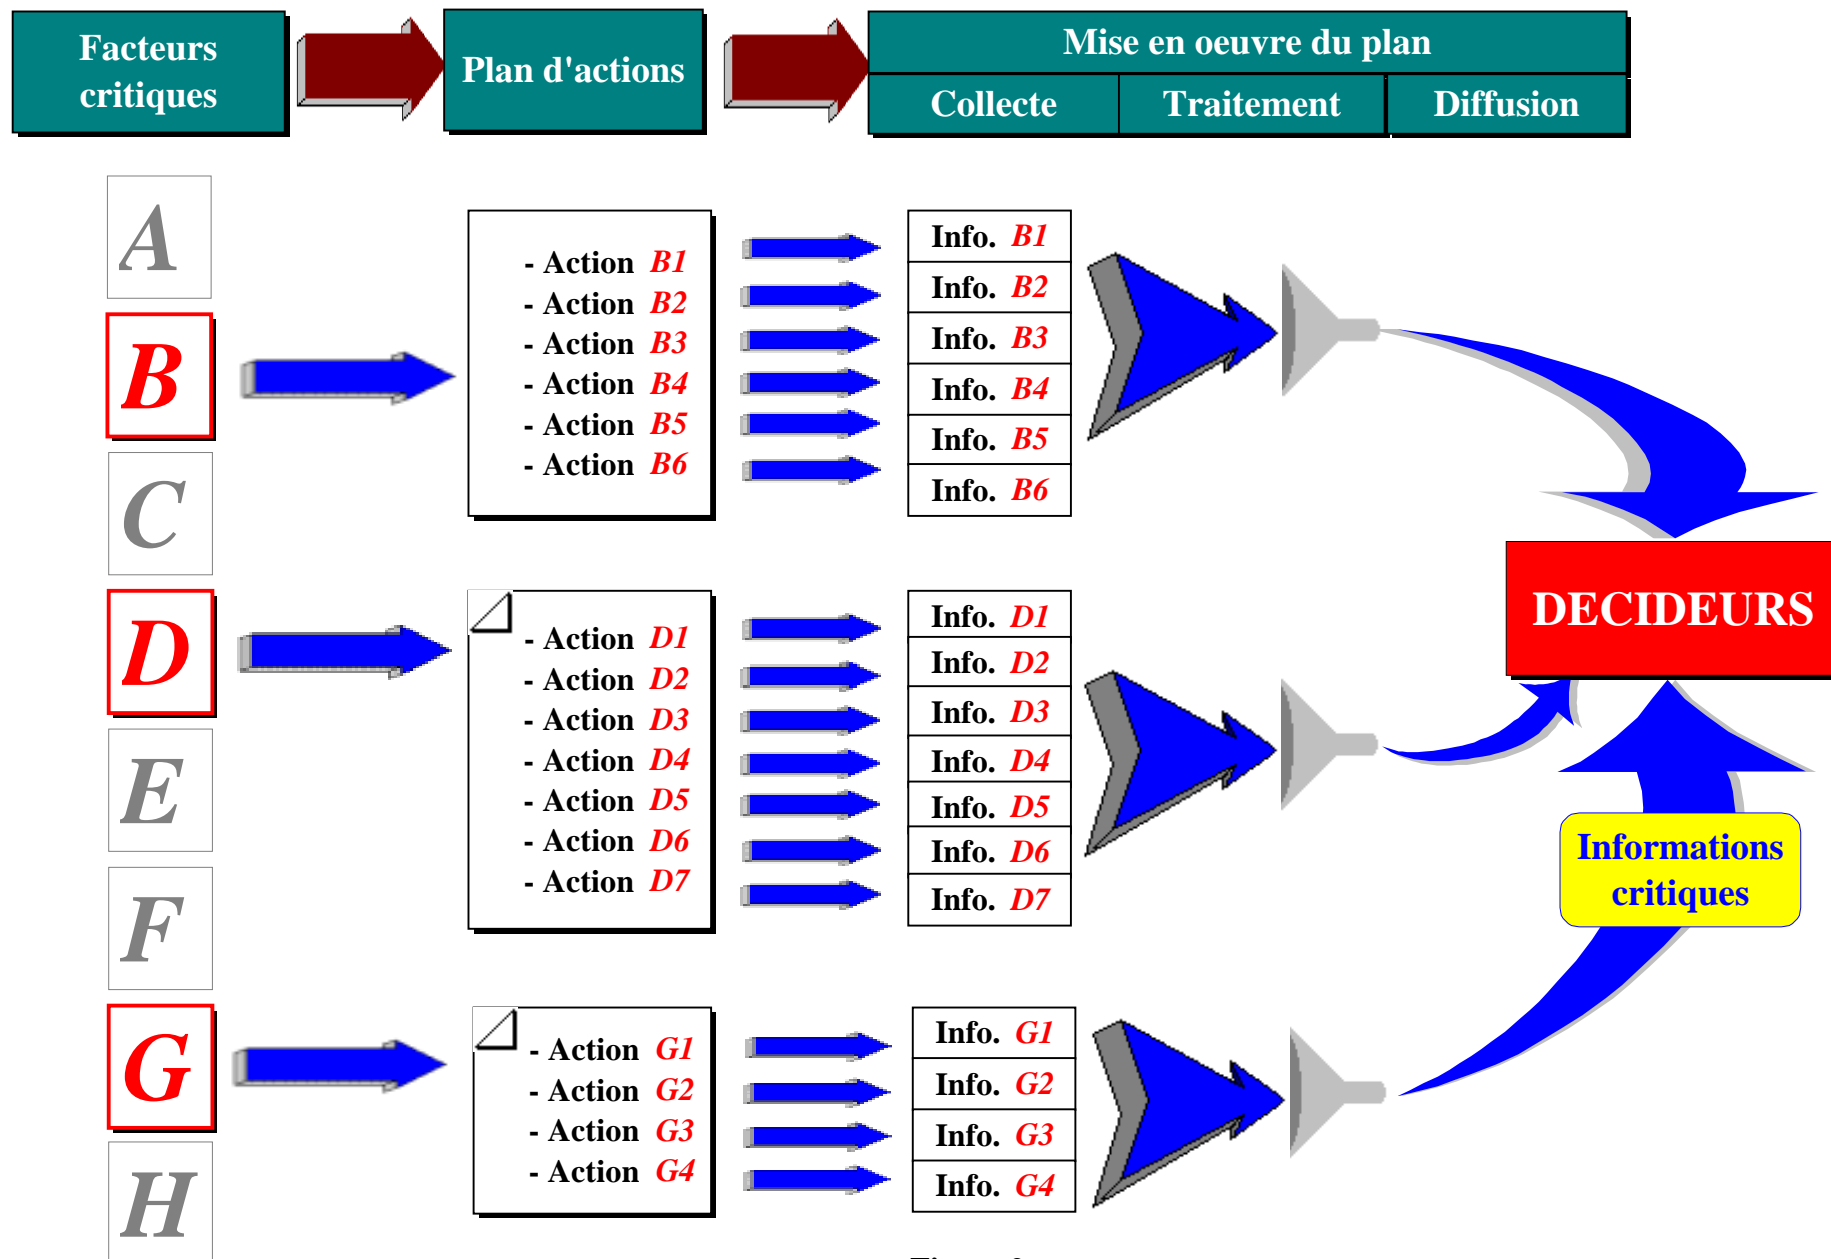 Facteurs
critiques
Plan d'actions
Mise en oeuvre du plan
Collecte
Traitement
Diffusion
A
B
C
D
E
F
G
H
- Action B1
- Action B2
- Action B3
- Action B4
- Action B5
- Action B6
Info. B1
Info. B2
Info. B3
Info. B4
Info. B5
Info. B6
- Action D1
- Action D2
- Action D3
- Action D4
- Action D5
- Action D6
- Action D7
Info. D1
Info. D2
Info. D3
Info. D4
Info. D5
Info. D6
Info. D7
- Action G1
- Action G2
- Action G3
- Action G4
Info. G1
Info. G2
Info. G3
Info. G4
DECIDEURS
Informations
critiques